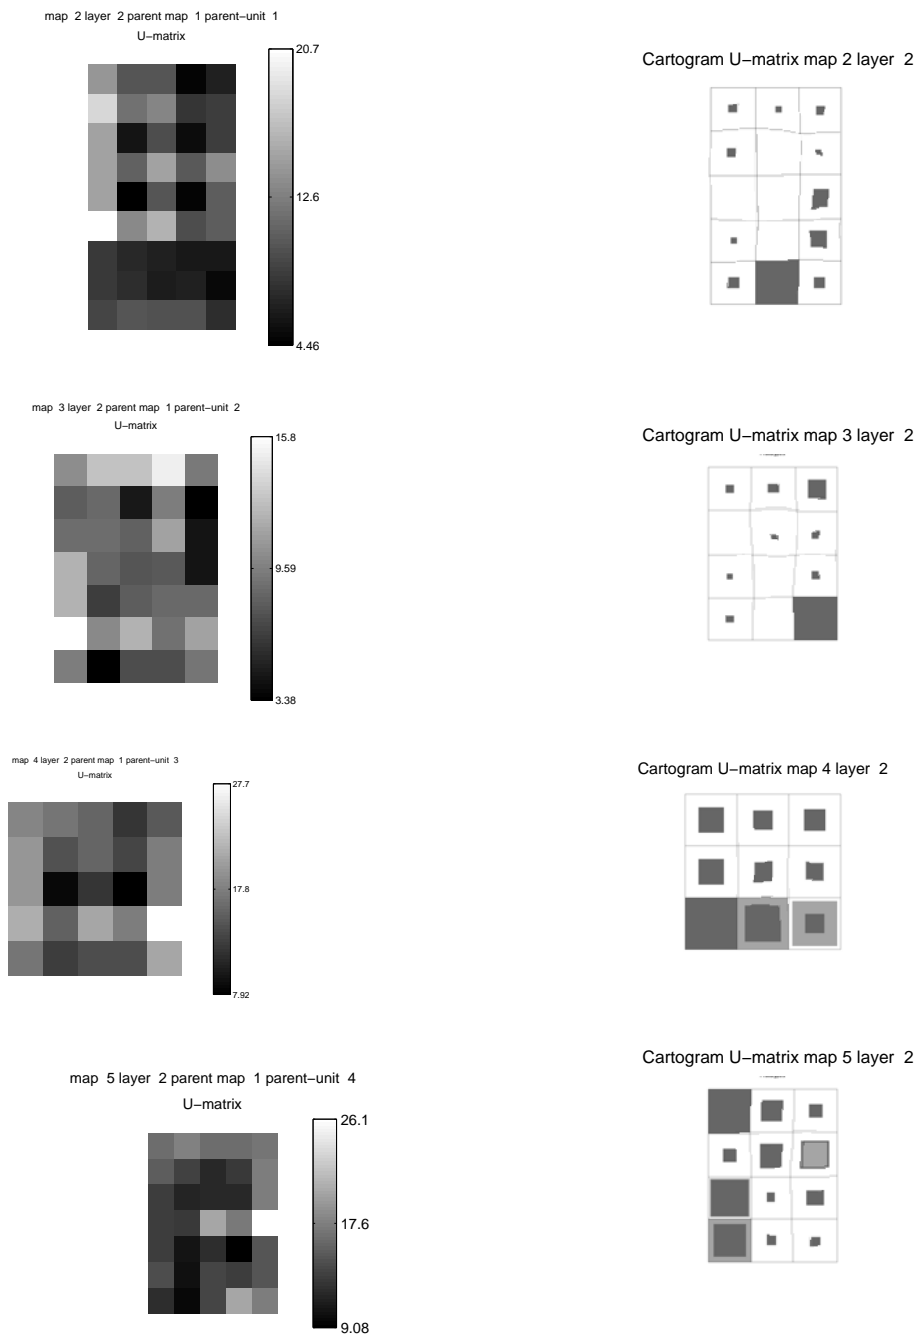 map 2 layer 2 parent map 1 parent−unit 1
U−matrix
20.7
12.6
4.46
Cartogram U−matrix map 2 layer 2
map 3 layer 2 parent map 1 parent−unit 2
U−matrix
15.8
9.59
3.38
Cartogram U−matrix map 3 layer 2
map 4 layer 2 parent map 1 parent−unit 3
U−matrix
27.7
17.8
7.92
Cartogram U−matrix map 4 layer 2
map 5 layer 2 parent map 1 parent−unit 4
U−matrix
26.1
17.6
9.08
Cartogram U−matrix map 5 layer 2